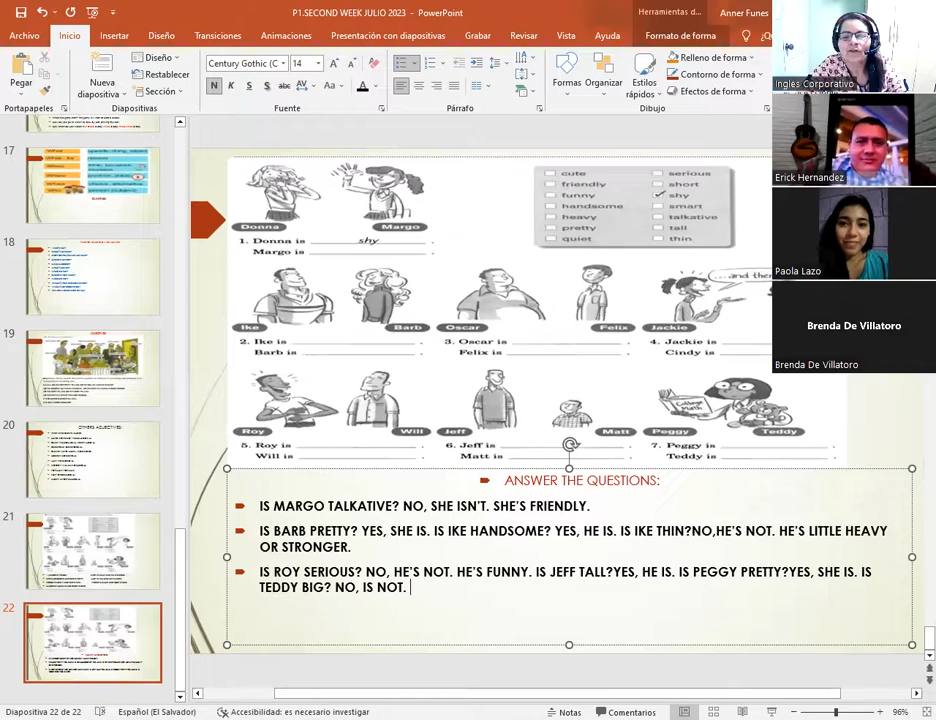 P1.SECOND WEEK JULIO 2023 - PowerPoint
Herramientas d...
Anner Funes
Archivo
Inicio
Insertar
Diseño
Transiciones
Animaciones
Presentación con diapositivas
Grabar
Revisar
Vista
Ayuda
Formato de forma
Pegar
Nueva diapositiva
Diseño
Restablecer
Sección
Century Gothic (C
14
N
K
S
abc
AV
Aa
A
Formas
Organizar
Estilos rápidos
Relleno de forma
Contorno de forma
Efectos de forma
Portapapeles
Diapositivas
Fuente
Párrafo
Dibujo
Ingles Corporativo
Erick Hernandez
Paola Lazo
Brenda De Villatoro
Brenda De Villatoro
17
18
19
20
21
22
cute
serious
friendly
short
funny
shy
handsome
smart
heavy
talkative
pretty
tall
quiet
thin
Donna
Margo
1. Donna is shy .
Margo is .
...and then
Ike
Barb
Oscar
Felix
Jackie
2. Ike is .
Barb is .
3. Oscar is .
Felix is .
4. Jackie is
Cindy is
College Math
Roy
Will
Jeff
Matt
Peggy
Teddy
5. Roy is .
Will is .
6. Jeff is .
Matt is .
7. Peggy is .
Teddy is .
ANSWER THE QUESTIONS:
IS MARGO TALKATIVE? NO, SHE ISN'T. SHE'S FRIENDLY.
IS BARB PRETTY? YES, SHE IS. IS IKE HANDSOME? YES, HE IS. IS IKE THIN?NO,HE'S NOT. HE'S LITTLE HEAVY
OR STRONGER.
IS ROY SERIOUS? NO, HE'S NOT. HE'S FUNNY. IS JEFF TALL?YES, HE IS. IS PEGGY PRETTY?YES, SHE IS. IS
TEDDY BIG? NO, IS NOT.
Diapositiva 22 de 22
Español (El Salvador)
Accesibilidad: es necesario investigar
Notas
Comentarios
96%